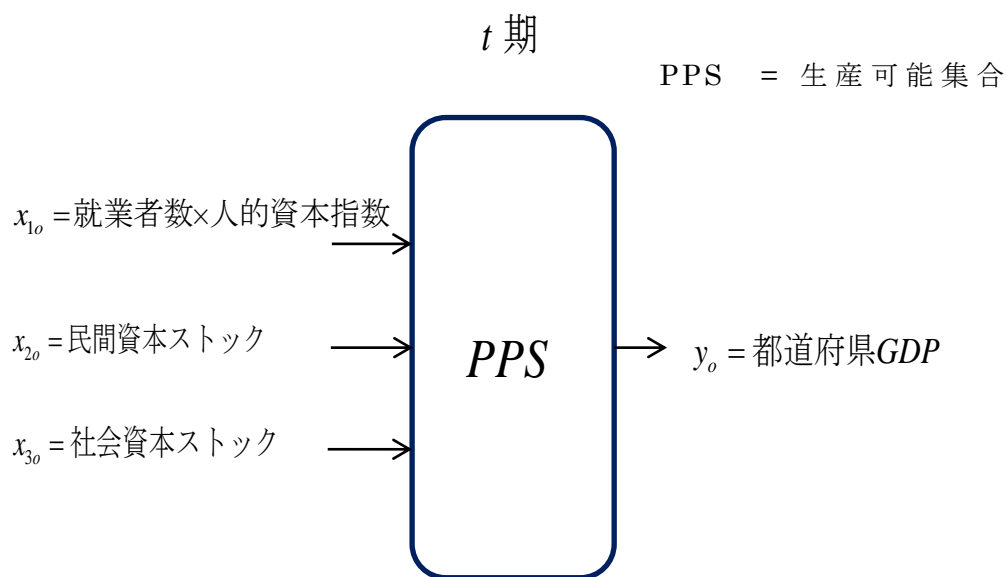 t 期
PPS = 生産可能集合
x₁ₒ = 就業者数×人的資本指数
x₂ₒ = 民間資本ストック
PPS
yₒ = 都道府県GDP
x₃ₒ = 社会資本ストック